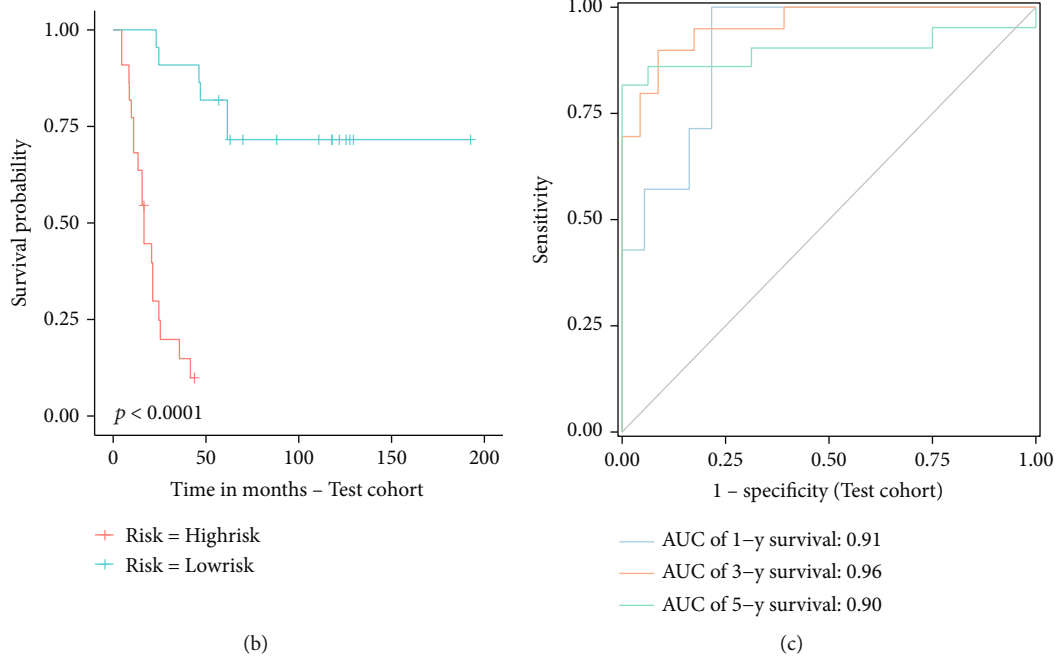 1.00
0.75
0.50
0.25
0.00
Survival probability
p < 0.0001
0
50
100
150
200
Time in months – Test cohort
Risk = Highrisk
Risk = Lowrisk
(b)
1.00
0.75
0.50
0.25
0.00
Sensitivity
0.00
0.25
0.50
0.75
1.00
1 – specificity (Test cohort)
AUC of 1–y survival: 0.91
AUC of 3–y survival: 0.96
AUC of 5–y survival: 0.90
(c)